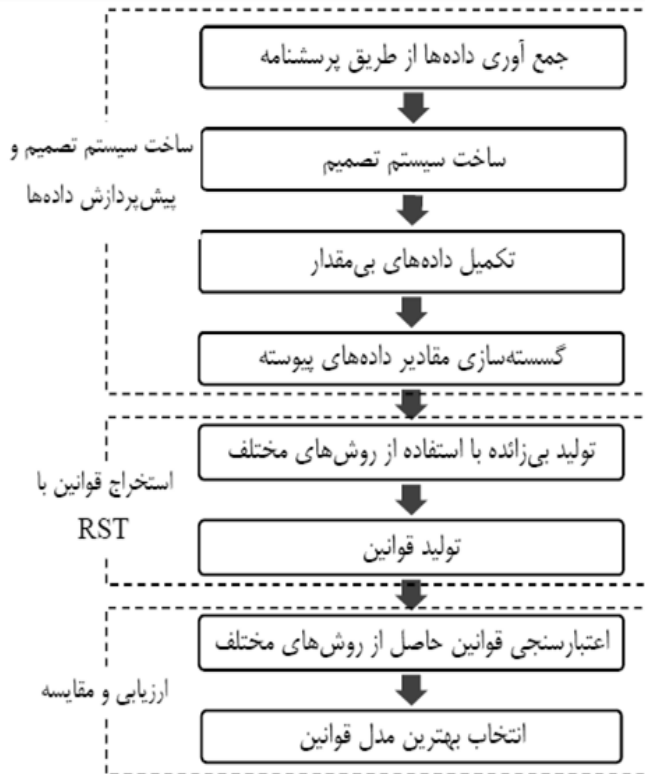 جمع آوری داده‌ها از طریق پرسشنامه
ساخت سیستم تصمیم
تکمیل داده‌های بی‌مقدار
گسسته‌سازی مقادیر داده‌های پیوسته
ساخت سیستم تصمیم و
پیش‌پردازش داده‌ها
تولید بی‌زائده با استفاده از روش‌های مختلف
تولید قوانین
استخراج قوانین با
RST
اعتبارسنجی قوانین حاصل از روش‌های مختلف
انتخاب بهترین مدل قوانین
ارزیابی و مقایسه